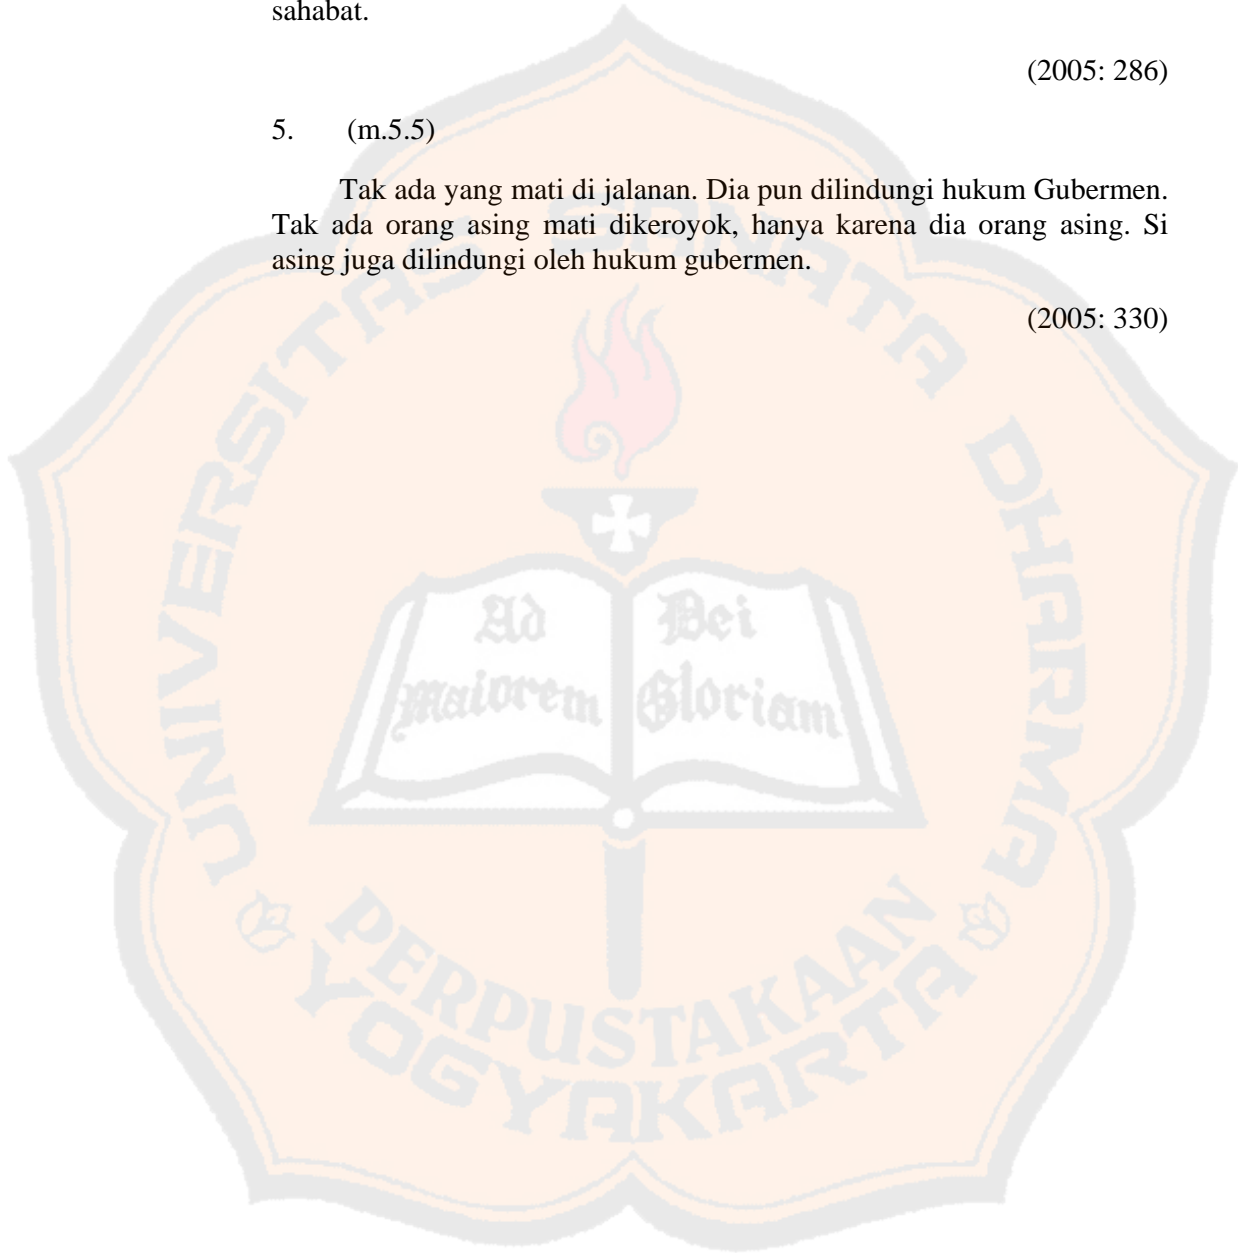 sahabat.
(2005: 286)
5. (m.5.5)
Tak ada yang mati di jalanan. Dia pun dilindungi hukum Gubermen.
Tak ada orang asing mati dikeroyok, hanya karena dia orang asing. Si
asing juga dilindungi oleh hukum gubermen.
(2005: 330)
UNIVERSITAS SANATA DHARMA
Ad Dei
Maiorem Gloriam
PERPUSTAKAAN
YOGYAKARTA